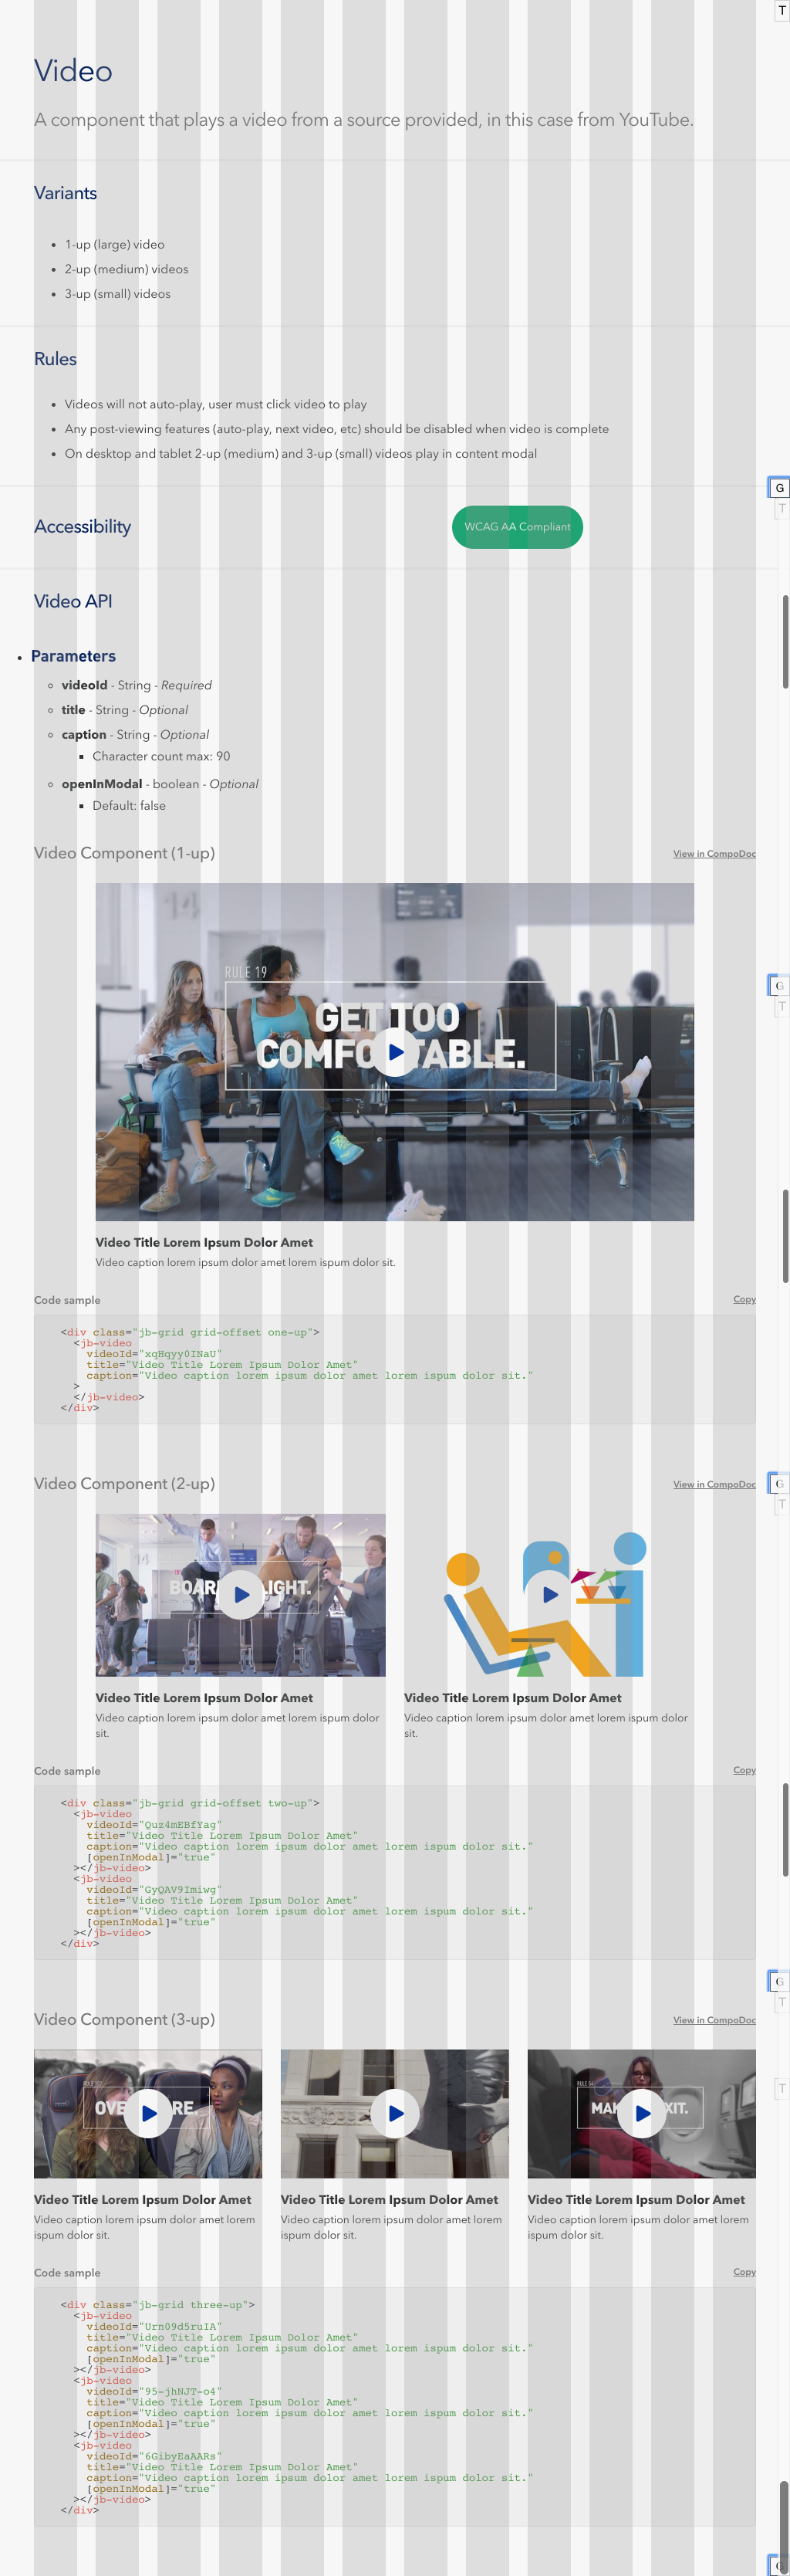 T
Video
A component that plays a video from a source provided, in this case from YouTube.
Variants
1-up (large) video
2-up (medium) videos
3-up (small) videos
Rules
Videos will not auto-play, user must click video to play
Any post-viewing features (auto-play, next video, etc) should be disabled when video is complete
On desktop and tablet 2-up (medium) and 3-up (small) videos play in content modal
G
T
Accessibility
WCAG AA Compliant
Video API
Parameters
videoId - String - Required
title - String - Optional
caption - String - Optional
Character count max: 90
openInModal - boolean - Optional
Default: false
Video Component (1-up)
View in CompoDoc
14
RULE 19
G
T
GET TOO
COMFO TABLE.
Video Title Lorem Ipsum Dolor Amet
Video caption lorem ipsum dolor amet lorem ispum dolor sit.
Code sample
Copy
<div class="jb-grid grid-offset one-up">
<jb-video
videoId="xqHqyy0INaU"
title="Video Title Lorem Ipsum Dolor Amet"
caption="Video caption lorem ipsum dolor amet lorem ispum dolor sit."
>
</jb-video>
</div>
Video Component (2-up)
View in CompoDoc
G
T
BOAR LIGHT.
Video Title Lorem Ipsum Dolor Amet
Video caption lorem ipsum dolor amet lorem ispum dolor
sit.
Video Title Lorem Ipsum Dolor Amet
Video caption lorem ipsum dolor amet lorem ispum dolor
sit.
Code sample
Copy
<div class="jb-grid grid-offset two-up">
<jb-video
videoId="Quz4mEBfYag"
title="Video Title Lorem Ipsum Dolor Amet"
caption="Video caption lorem ipsum dolor amet lorem ispum dolor sit."
[openInModal]="true"
></jb-video>
<jb-video
videoId="GyQAV9Imiwg"
title="Video Title Lorem Ipsum Dolor Amet"
caption="Video caption lorem ipsum dolor amet lorem ispum dolor sit."
[openInModal]="true"
></jb-video>
</div>
G
T
Video Component (3-up)
View in CompoDoc
T
OVE RE.
RULE 54
MAK XIT.
Video Title Lorem Ipsum Dolor Amet
Video caption lorem ipsum dolor amet lorem
ispum dolor sit.
Video Title Lorem Ipsum Dolor Amet
Video caption lorem ipsum dolor amet lorem
ispum dolor sit.
Video Title Lorem Ipsum Dolor Amet
Video caption lorem ipsum dolor amet lorem
ispum dolor sit.
Code sample
Copy
<div class="jb-grid three-up">
<jb-video
videoId="Urn09d5ruIA"
title="Video Title Lorem Ipsum Dolor Amet"
caption="Video caption lorem ipsum dolor amet lorem ispum dolor sit."
[openInModal]="true"
></jb-video>
<jb-video
videoId="95-jhNJT-o4"
title="Video Title Lorem Ipsum Dolor Amet"
caption="Video caption lorem ipsum dolor amet lorem ispum dolor sit."
[openInModal]="true"
></jb-video>
<jb-video
videoId="6GibyEaAARs"
title="Video Title Lorem Ipsum Dolor Amet"
caption="Video caption lorem ipsum dolor amet lorem ispum dolor sit."
[openInModal]="true"
></jb-video>
</div>